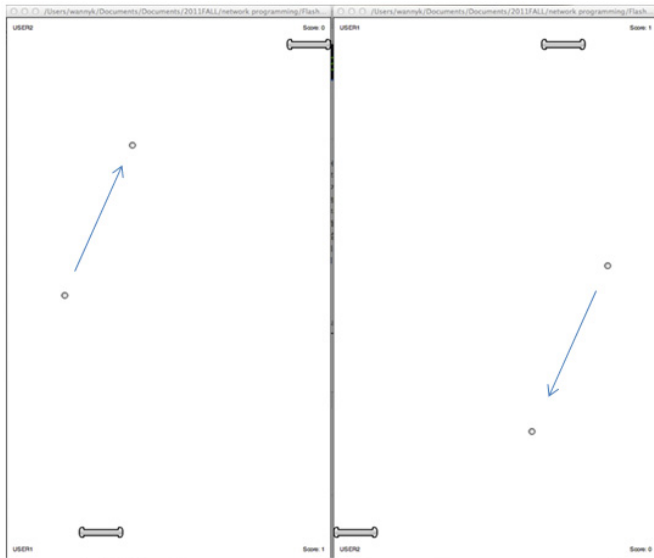 /Users/wannyk/Documents/Documents/2011FALL/network programming/Flash...
USER2 Score: 0
USER1 Score: 1
/Users/wannyk/Documents/Documents/2011FALL/network programming/Flash...
USER1 Score: 1
USER2 Score: 0